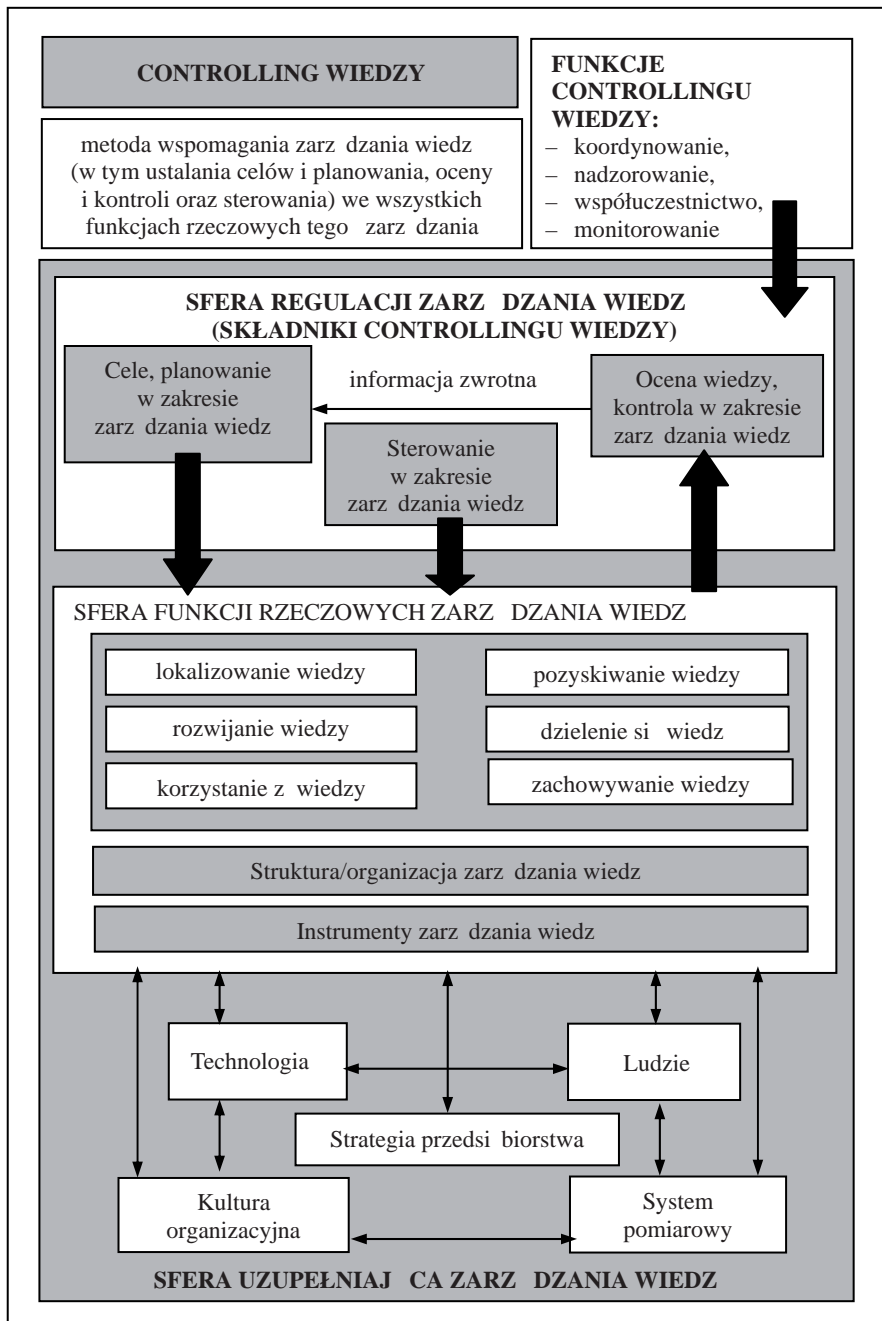 CONTROLLING WIEDZY
metoda wspomagania zarz dzania wiedz
(w tym ustalania celów i planowania, oceny
i kontroli oraz sterowania) we wszystkich
funkcjach rzeczowych tego zarz dzania
FUNKCJE
CONTROLLINGU
WIEDZY:
– koordynowanie,
– nadzorowanie,
– współuczestnictwo,
– monitorowanie
SFERA REGULACJI ZARZ DZANIA WIEDZ
(SKŁADNIKI CONTROLLINGU WIEDZY)
Cele, planowanie
w zakresie
zarz dzania wiedz
informacja zwrotna
Ocena wiedzy,
kontrola w zakresie
zarz dzania wiedz
Sterowanie
w zakresie
zarz dzania wiedz
SFERA FUNKCJI RZECZOWYCH ZARZ DZANIA WIEDZ
lokalizowanie wiedzy
pozyskiwanie wiedzy
rozwijanie wiedzy
dzielenie si wiedz
korzystanie z wiedzy
zachowywanie wiedzy
Struktura/organizacja zarz dzania wiedz
Instrumenty zarz dzania wiedz
Technologia
Ludzie
Strategia przedsi biorstwa
Kultura
organizacyjna
System
pomiarowy
SFERA UZUPEŁNIAJ CA ZARZ DZANIA WIEDZ